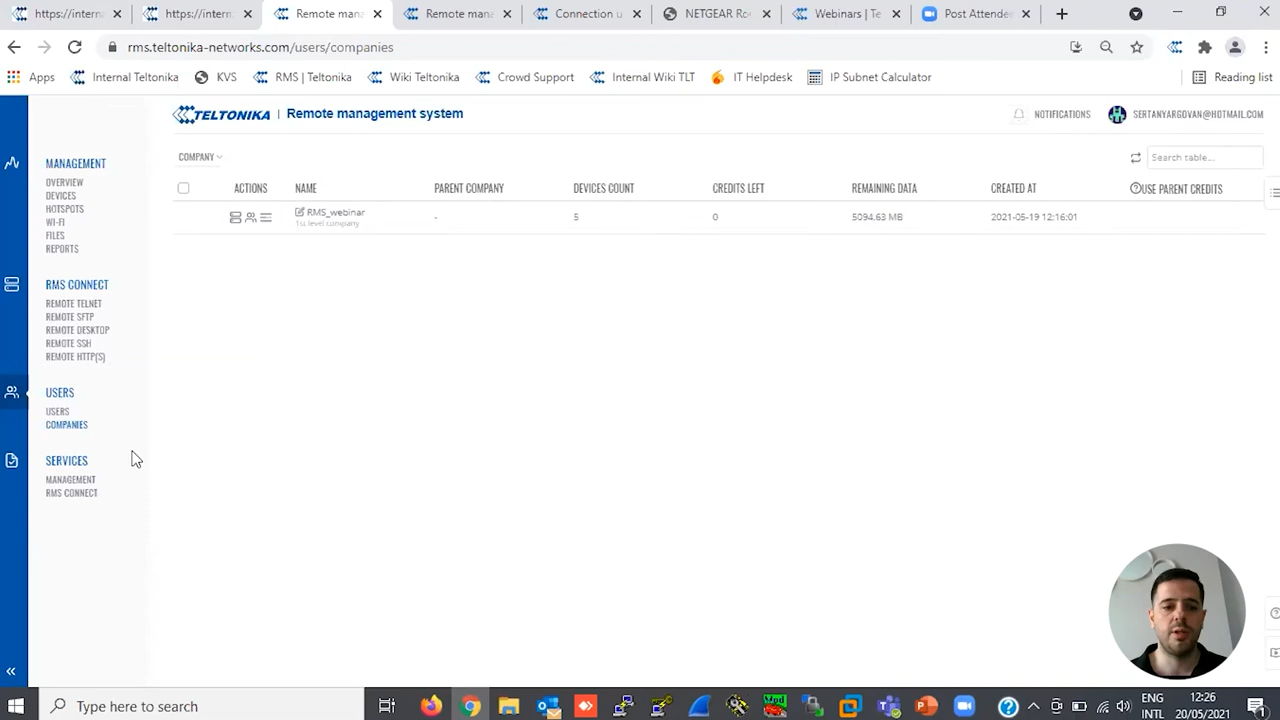 https://intern
https://intern
Remote mana
Remote mana
Connection u
NETGEAR Ro
Webinars | Te
Post Attende
rms.teltonika-networks.com/users/companies
Apps
Internal Teltonika
KVS
RMS | Teltonika
Wiki Teltonika
Crowd Support
Internal Wiki TLT
IT Helpdesk
IP Subnet Calculator
Reading list
TELTONIKA | Remote management system
NOTIFICATIONS
SERTANYARGOVAN@HOTMAIL.COM
MANAGEMENT
OVERVIEW
DEVICES
HOTSPOTS
WI-FI
FILES
REPORTS
RMS CONNECT
REMOTE TELNET
REMOTE SFTP
REMOTE DESKTOP
REMOTE SSH
REMOTE HTTP(S)
USERS
USERS
COMPANIES
SERVICES
MANAGEMENT
RMS CONNECT
COMPANY
Search table...
ACTIONS NAME PARENT COMPANY DEVICES COUNT CREDITS LEFT REMAINING DATA CREATED AT USE PARENT CREDITS
RMS_webinar - 5 0 5094.63 MB 2021-05-19 12:16:01
1st level company
Type here to search
ENG
INTL
12:26
20/05/2021